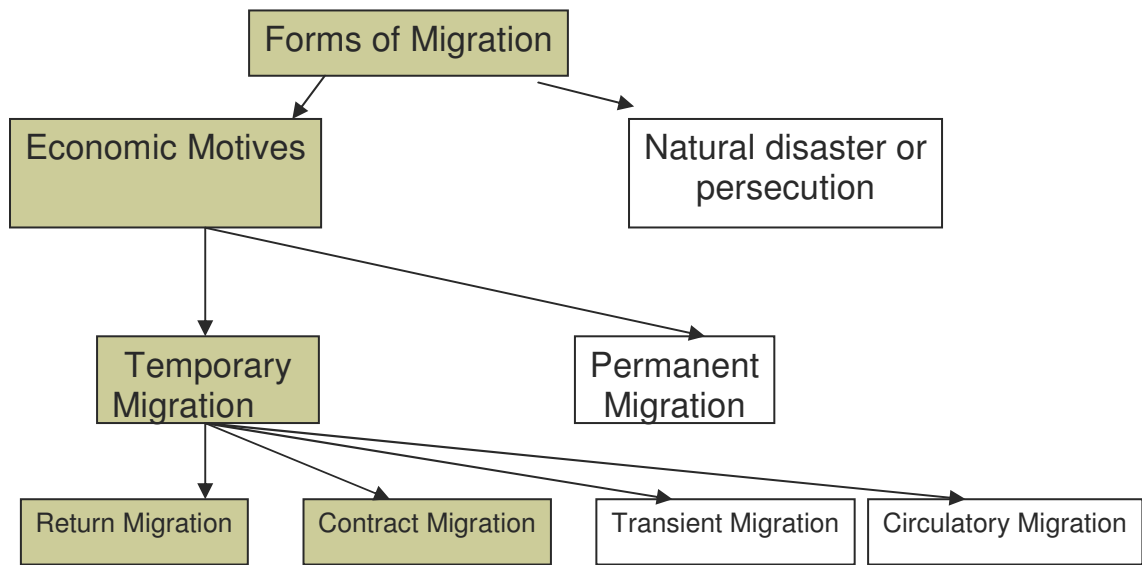 Forms of Migration
Economic Motives
Natural disaster or
persecution
Temporary
Migration
Permanent
Migration
Return Migration
Contract Migration
Transient Migration
Circulatory Migration